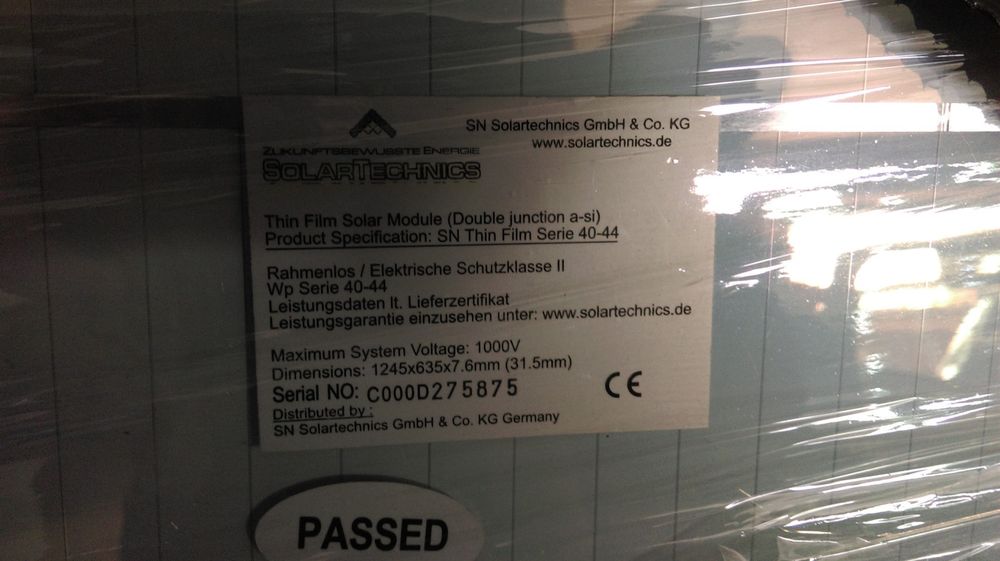 SN Solartechnics GmbH & Co. KG
www.solartechnics.de
ZUKUNFTSBEWUSSTE ENERGIE
SOLARTECHNICS
Thin Film Solar Module (Double junction a-si)
Product Specification: SN Thin Film Serie 40-44
Rahmenlos / Elektrische Schutzklasse II
Wp Serie 40-44
Leistungsdaten lt. Lieferzertifikat
Leistungsgarantie einzusehen unter: www.solartechnics.de
Maximum System Voltage: 1000V
Dimensions: 1245x635x7.6mm (31.5mm)
Serial NO: C000D275875
CE
Distributed by :
SN Solartechnics GmbH & Co. KG Germany
PASSED